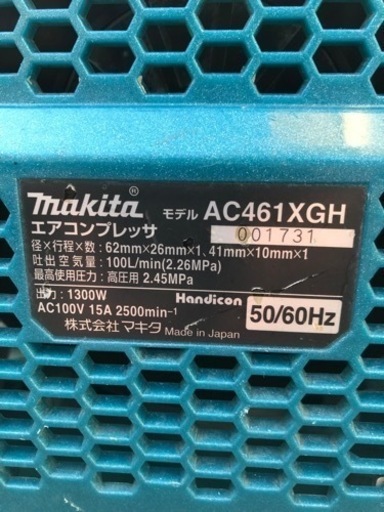 makita®
モデル AC461XGH
エアコンプレッサ
001731
径×行程×数：62mm×26mm×1、41mm×10mm×1
吐出空気量：100L/min(2.26MPa)
最高使用圧力：高圧用 2.45MPa
出力：1300W
Handicon
AC100V 15A 2500min-1
50/60Hz
株式会社マキタ Made in Japan